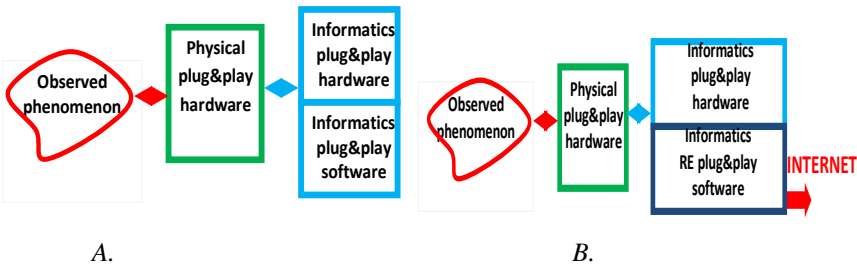 Observed
phenomenon
Physical
plug&play
hardware
Informatics
plug&play
hardware
Informatics
plug&play
software
A.
Observed
phenomenon
Physical
plug&play
hardware
Informatics
plug&play
hardware
Informatics
RE plug&play
software
INTERNET
B.